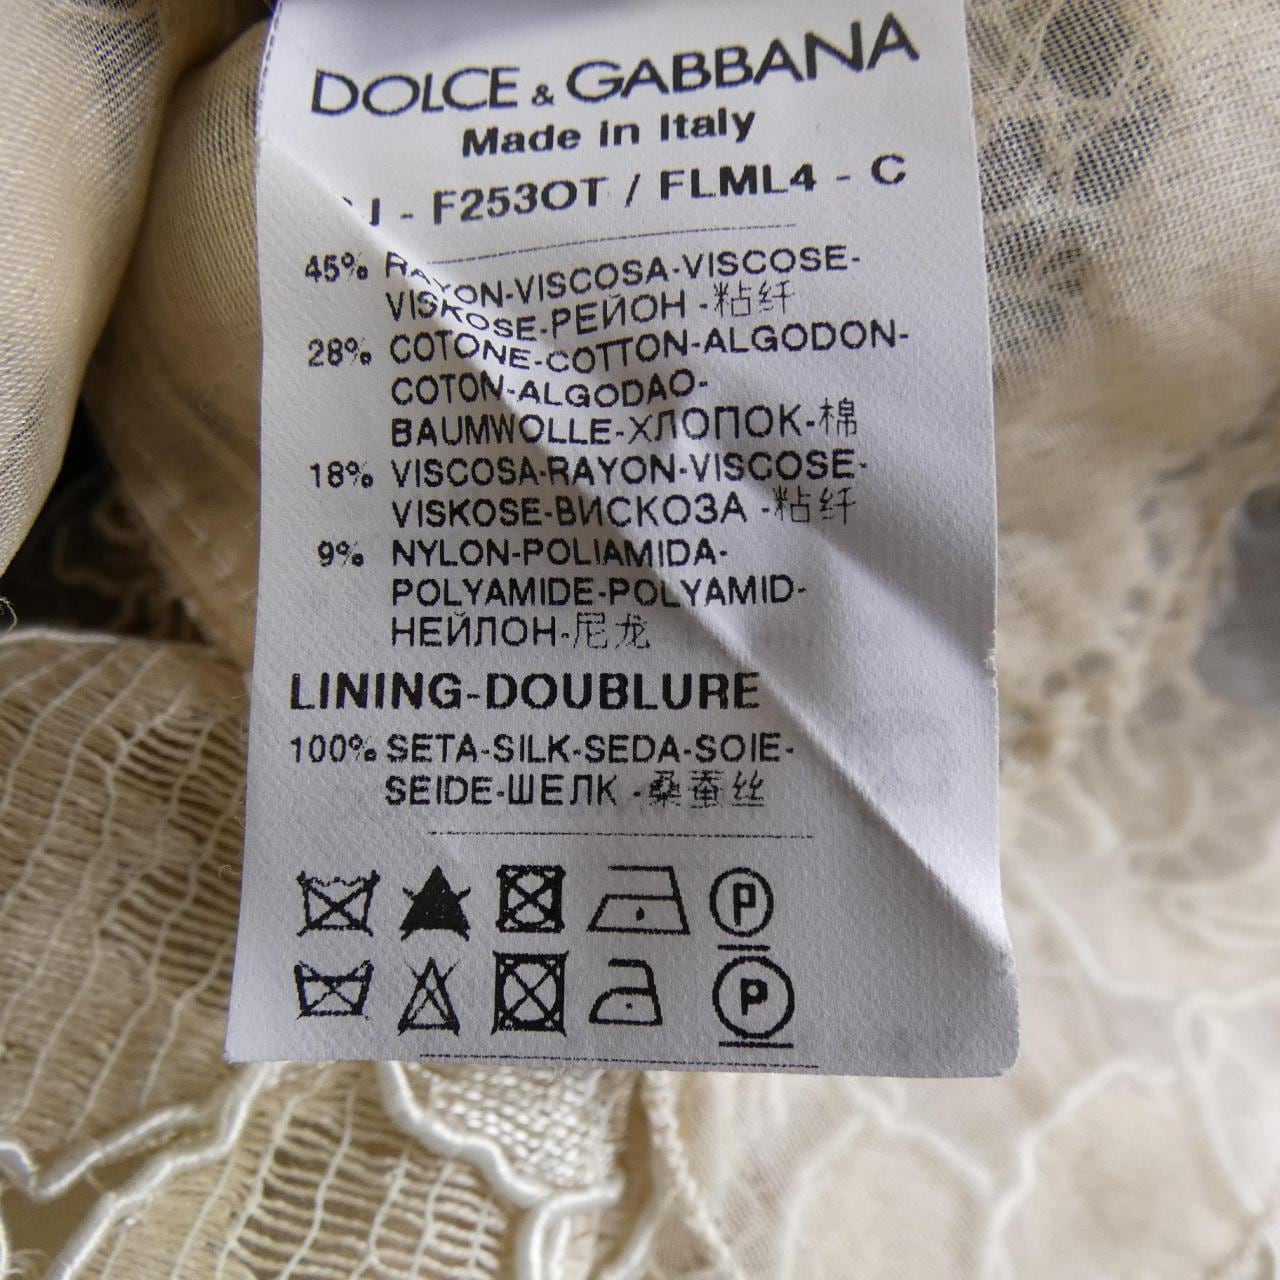 DOLCE & GABBANA
Made in Italy
J - F253OT / FLML4 - C
45% RAYON-VISCOSA-VISCOSE-
VISKOSE-РЕЙОН -粘纤
28% COTONE-COTTON-ALGODON-
COTON-ALGODAO-
BAUMWOLLE-ХЛОПОК-棉
18% VISCOSA-RAYON-VISCOSE-
VISKOSE-ВИСКОЗА -粘纤
9% NYLON-POLIAMIDA-
POLYAMIDE-POLYAMID-
НЕЙЛОН-尼龙
LINING-DOUBLURE
100% SETA-SILK-SEDA-SOIE-
SEIDE-ШЕЛК -桑蚕丝
P
P